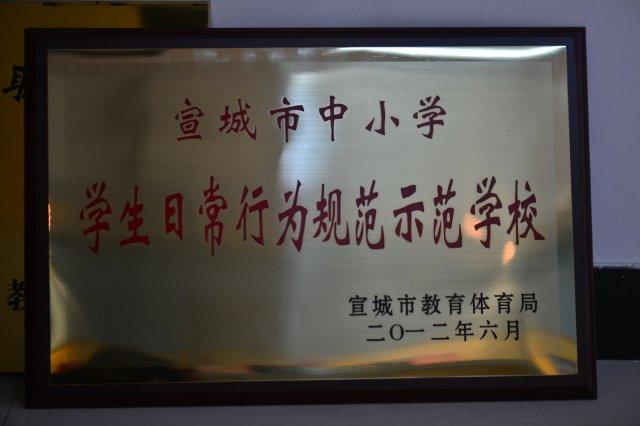 宣城市中小学
学生日常行为规范示范学校
宣城市教育体育局
二〇一二年六月
教